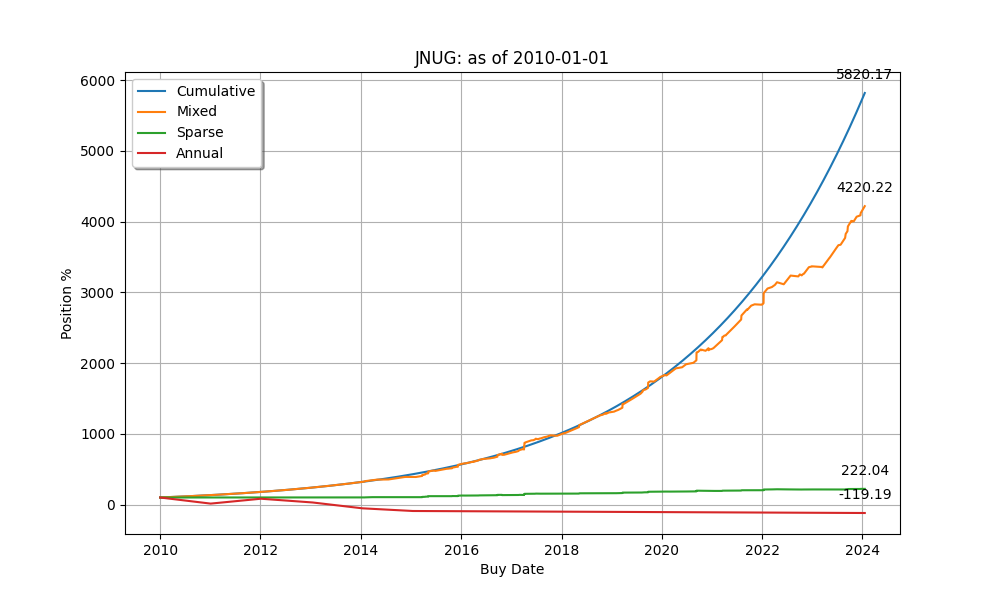 JNUG: as of 2010-01-01
Cumulative
Mixed
Sparse
Annual
5820.17
4220.22
222.04
-119.19
6000
5000
4000
3000
2000
1000
0
Position %
2010 2012 2014 2016 2018 2020 2022 2024
Buy Date